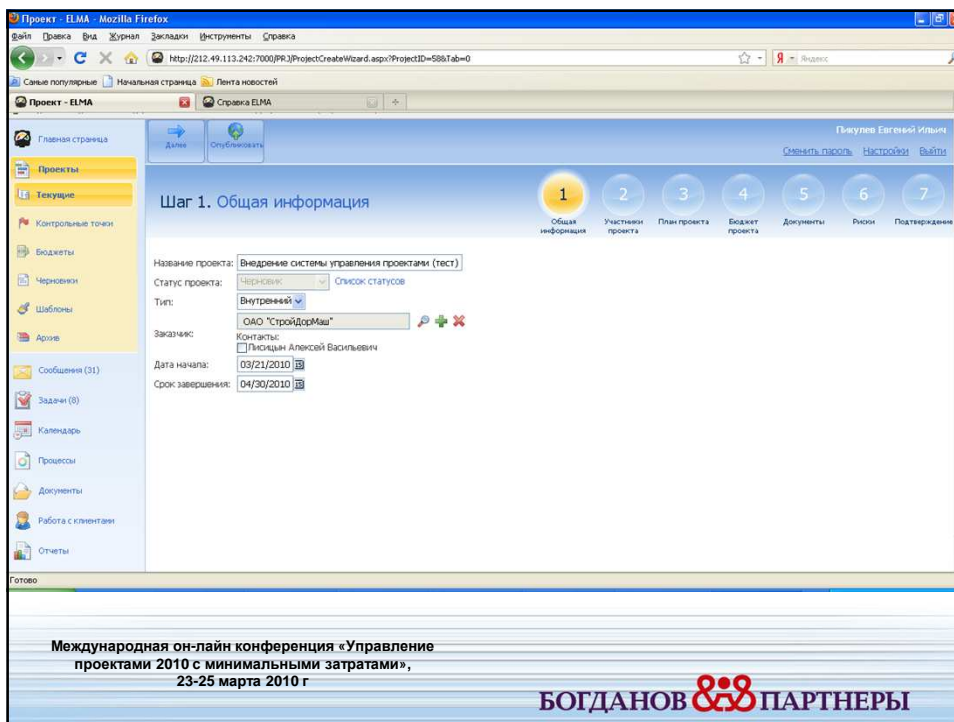 Проект - ELMA - Mozilla Firefox
Файл Правка Вид Журнал Закладки Инструменты Справка
http://212.49.113.242:7000/PRJ/ProjectCreateWizard.aspx?ProjectID=58&Tab=0
Яндекс
Самые популярные Начальная страница Лента новостей
Проект - ELMA Справка ELMA
Главная страница
Далее
Опубликовать
Пикулев Евгений Ильич
Сменить пароль Настройки Выйти
Проекты
Текущие
Контрольные точки
Бюджеты
Черновики
Шаблоны
Архив
Сообщения (31)
Задачи (8)
Календарь
Процессы
Документы
Работа с клиентами
Отчеты
Шаг 1. Общая информация
1 2 3 4 5 6 7
Общая информация
Участники проекта
План проекта
Бюджет проекта
Документы
Риски
Подтверждение
Название проекта: Внедрение системы управления проектами (тест)
Статус проекта: Черновик Список статусов
Тип: Внутренний
Заказчик: ОАО "СтройДорМаш"
Контакты:
Лисицын Алексей Васильевич
Дата начала: 03/21/2010
Срок завершения: 04/30/2010
Готово
Международная он-лайн конференция «Управление
проектами 2010 с минимальными затратами»,
23-25 марта 2010 г
БОГДАНОВ ПАРТНЕРЫ